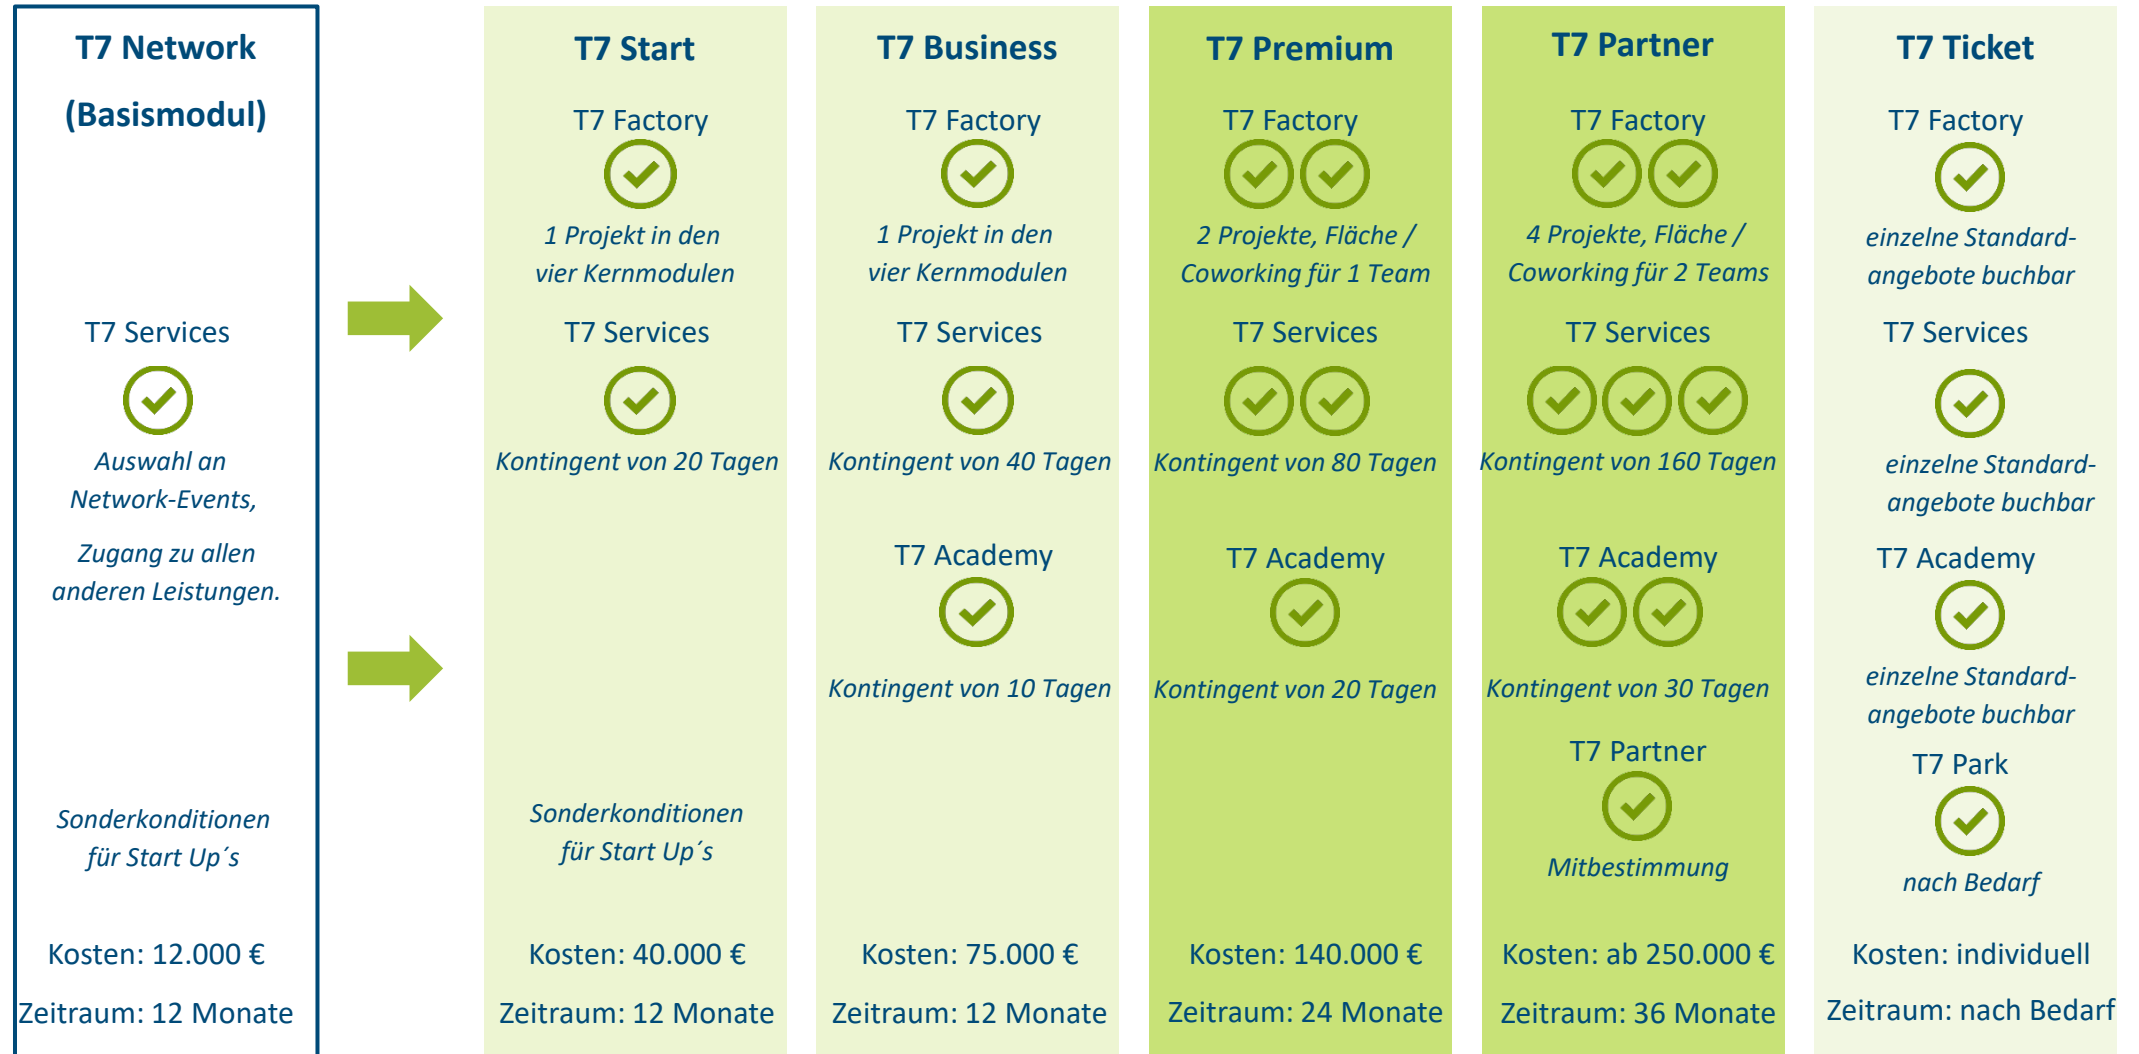 T7 Network
(Basismodul)
T7 Services
Auswahl an
Network-Events,
Zugang zu allen
anderen Leistungen.
Sonderkonditionen
für Start Up´s
Kosten: 12.000 €
Zeitraum: 12 Monate
T7 Start
T7 Factory
1 Projekt in den
vier Kernmodulen
T7 Services
Kontingent von 20 Tagen
Sonderkonditionen
für Start Up´s
Kosten: 40.000 €
Zeitraum: 12 Monate
T7 Business
T7 Factory
1 Projekt in den
vier Kernmodulen
T7 Services
Kontingent von 40 Tagen
T7 Academy
Kontingent von 10 Tagen
Kosten: 75.000 €
Zeitraum: 12 Monate
T7 Premium
T7 Factory
2 Projekte, Fläche /
Coworking für 1 Team
T7 Services
Kontingent von 80 Tagen
T7 Academy
Kontingent von 20 Tagen
Kosten: 140.000 €
Zeitraum: 24 Monate
T7 Partner
T7 Factory
4 Projekte, Fläche /
Coworking für 2 Teams
T7 Services
Kontingent von 160 Tagen
T7 Academy
Kontingent von 30 Tagen
T7 Partner
Mitbestimmung
Kosten: ab 250.000 €
Zeitraum: 36 Monate
T7 Ticket
T7 Factory
einzelne Standard-
angebote buchbar
T7 Services
einzelne Standard-
angebote buchbar
T7 Academy
einzelne Standard-
angebote buchbar
T7 Park
nach Bedarf
Kosten: individuell
Zeitraum: nach Bedarf